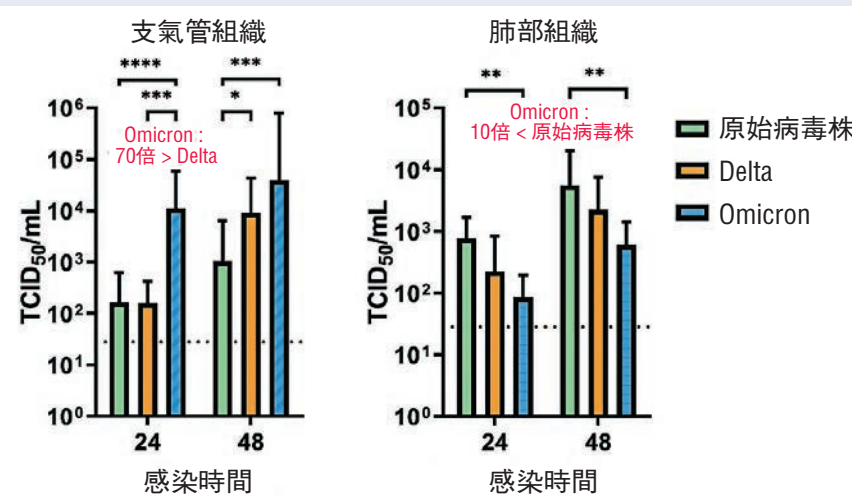 支氣管組織
****
***
***
*
Omicron :
70倍 > Delta
TCID50/mL
10⁶
10⁵
10⁴
10³
10²
10¹
10⁰
24
48
感染時間
肺部組織
**
**
Omicron :
10倍 < 原始病毒株
TCID50/mL
10⁵
10⁴
10³
10²
10¹
10⁰
24
48
感染時間
原始病毒株
Delta
Omicron